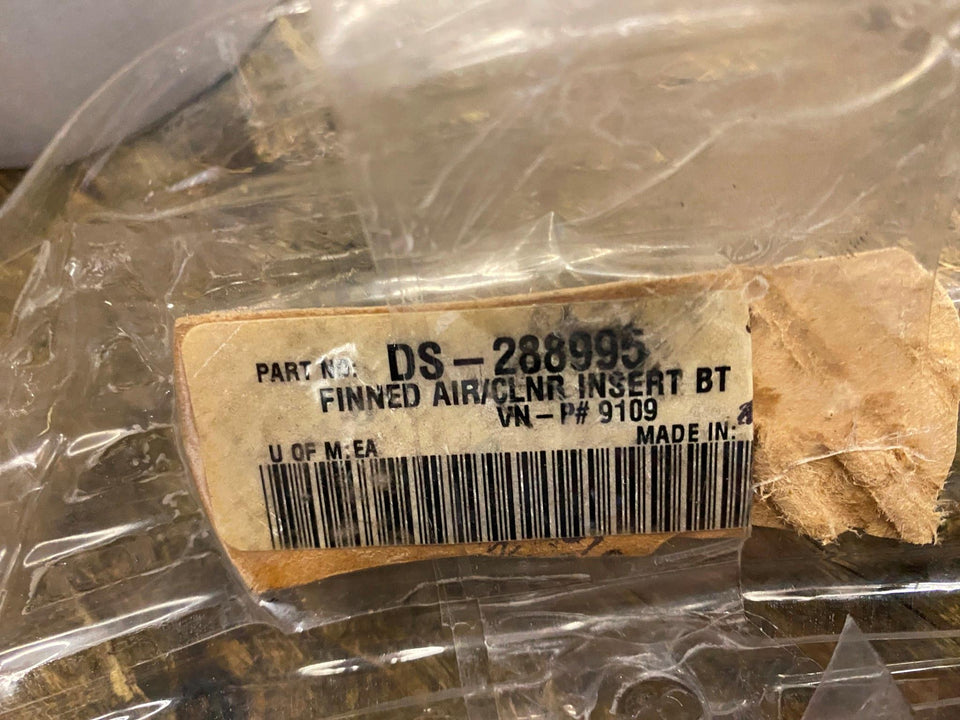 PART NO: DS-288995
FINNED AIR/CLNR INSERT BT
VN-P# 9109
MADE IN:
U OF M:EA